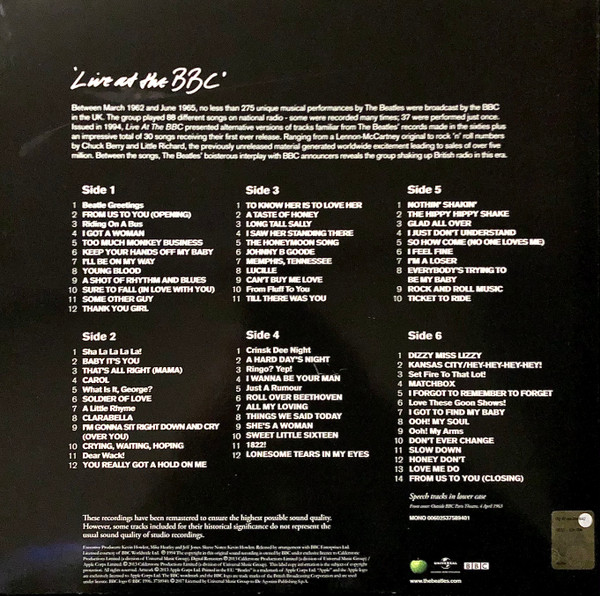 'Live at the BBC'
Between March 1962 and June 1965, no less than 275 unique musical performances by The Beatles were broadcast by the BBC
in the UK. The group played 88 different songs on national radio - some were recorded many times; 37 were performed just once.
Issued in 1994, Live At The BBC presented alternative versions of tracks familiar from The Beatles' records made in the sixties plus
an impressive total of 30 songs receiving their first ever release. Ranging from a Lennon-McCartney original to rock 'n' roll numbers
by Chuck Berry and Little Richard, the previously unreleased material generated worldwide excitement leading to sales of over five
million. Between the songs, The Beatles' boisterous interplay with BBC announcers reveals the group shaking up British radio in this era.
Side 1
1 Beatle Greetings
2 FROM US TO YOU (OPENING)
3 Riding On A Bus
4 I GOT A WOMAN
5 TOO MUCH MONKEY BUSINESS
6 KEEP YOUR HANDS OFF MY BABY
7 I'LL BE ON MY WAY
8 YOUNG BLOOD
9 A SHOT OF RHYTHM AND BLUES
10 SURE TO FALL (IN LOVE WITH YOU)
11 SOME OTHER GUY
12 THANK YOU GIRL
Side 2
1 Sha La La La La!
2 BABY IT'S YOU
3 THAT'S ALL RIGHT (MAMA)
4 CAROL
5 What Is It, George?
6 SOLDIER OF LOVE
7 A Little Rhyme
8 CLARABELLA
9 I'M GONNA SIT RIGHT DOWN AND CRY
(OVER YOU)
10 CRYING, WAITING, HOPING
11 Dear Wack!
12 YOU REALLY GOT A HOLD ON ME
Side 3
1 TO KNOW HER IS TO LOVE HER
2 A TASTE OF HONEY
3 LONG TALL SALLY
4 I SAW HER STANDING THERE
5 THE HONEYMOON SONG
6 JOHNNY B GOODE
7 MEMPHIS, TENNESSEE
8 LUCILLE
9 CAN'T BUY ME LOVE
10 From Fluff To You
11 TILL THERE WAS YOU
Side 4
1 Crinsk Dee Night
2 A HARD DAY'S NIGHT
3 Ringo? Yep!
4 I WANNA BE YOUR MAN
5 Just A Rumour
6 ROLL OVER BEETHOVEN
7 ALL MY LOVING
8 THINGS WE SAID TODAY
9 SHE'S A WOMAN
10 SWEET LITTLE SIXTEEN
11 1822!
12 LONESOME TEARS IN MY EYES
Side 5
1 NOTHIN' SHAKIN'
2 THE HIPPY HIPPY SHAKE
3 GLAD ALL OVER
4 I JUST DON'T UNDERSTAND
5 SO HOW COME (NO ONE LOVES ME)
6 I FEEL FINE
7 I'M A LOSER
8 EVERYBODY'S TRYING TO
BE MY BABY
9 ROCK AND ROLL MUSIC
10 TICKET TO RIDE
Side 6
1 DIZZY MISS LIZZY
2 KANSAS CITY/HEY-HEY-HEY-HEY!
3 Set Fire To That Lot!
4 MATCHBOX
5 I FORGOT TO REMEMBER TO FORGET
6 Love These Goon Shows!
7 I GOT TO FIND MY BABY
8 OOH! MY SOUL
9 Ooh! My Arms
10 DON'T EVER CHANGE
11 SLOW DOWN
12 HONEY DON'T
13 LOVE ME DO
14 FROM US TO YOU (CLOSING)
Speech tracks in lower case
Front cover: Outside BBC Paris Theatre, 4 April 1963
MONO 00602537589401
These recordings have been remastered to ensure the highest possible sound quality.
However, some tracks included for their historical significance do not represent the
usual sound quality of studio recordings.
UNIVERSAL
BBC
www.thebeatles.com